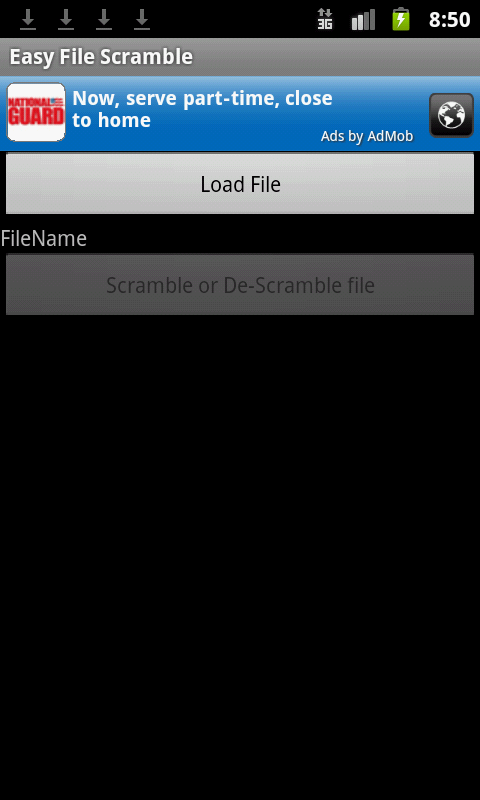 3G 8:50
Easy File Scramble
NATIONAL
GUARD
Now, serve part-time, close
to home
Ads by AdMob
Load File
FileName
Scramble or De-Scramble file